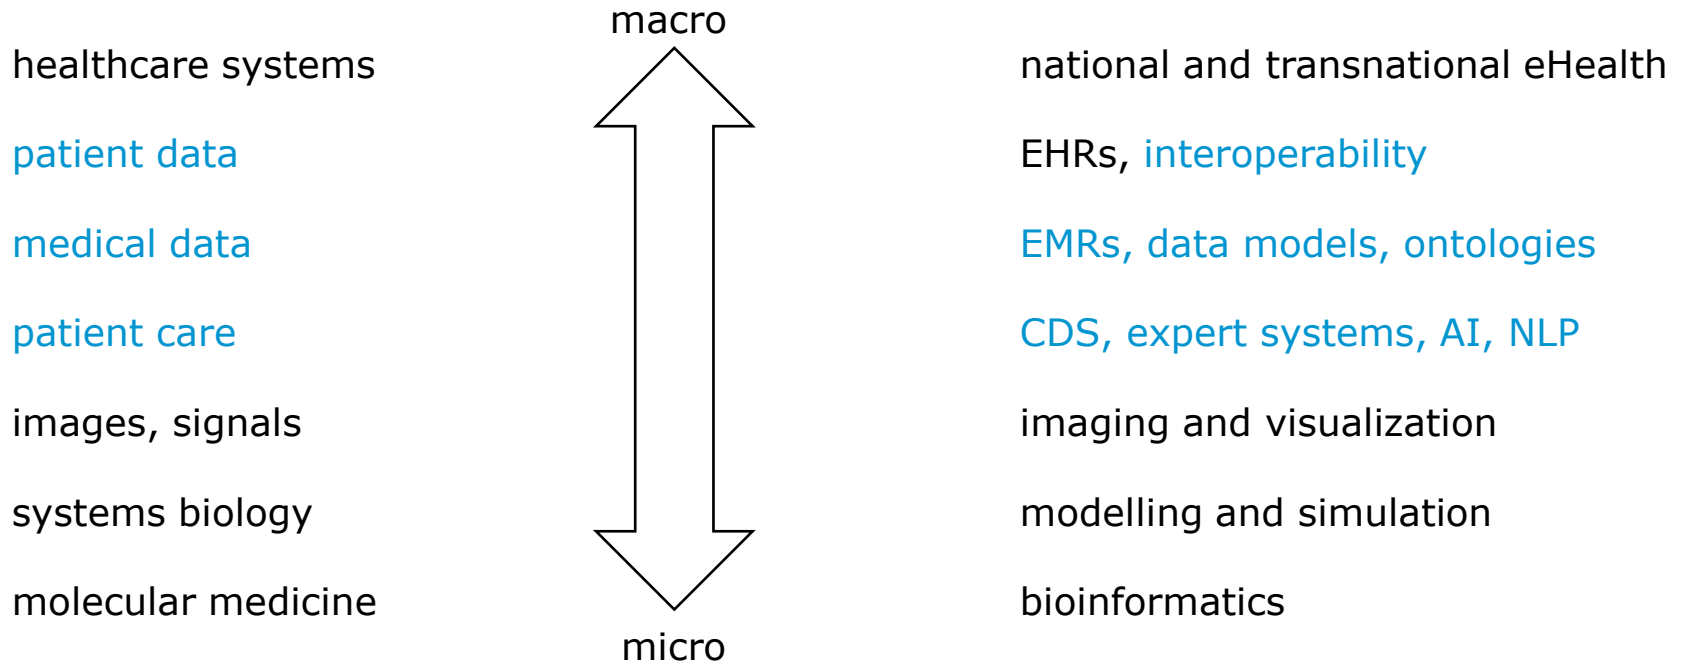 macro
healthcare systems
national and transnational eHealth
patient data
EHRs, interoperability
medical data
EMRs, data models, ontologies
patient care
CDS, expert systems, AI, NLP
images, signals
imaging and visualization
systems biology
modelling and simulation
molecular medicine
bioinformatics
micro